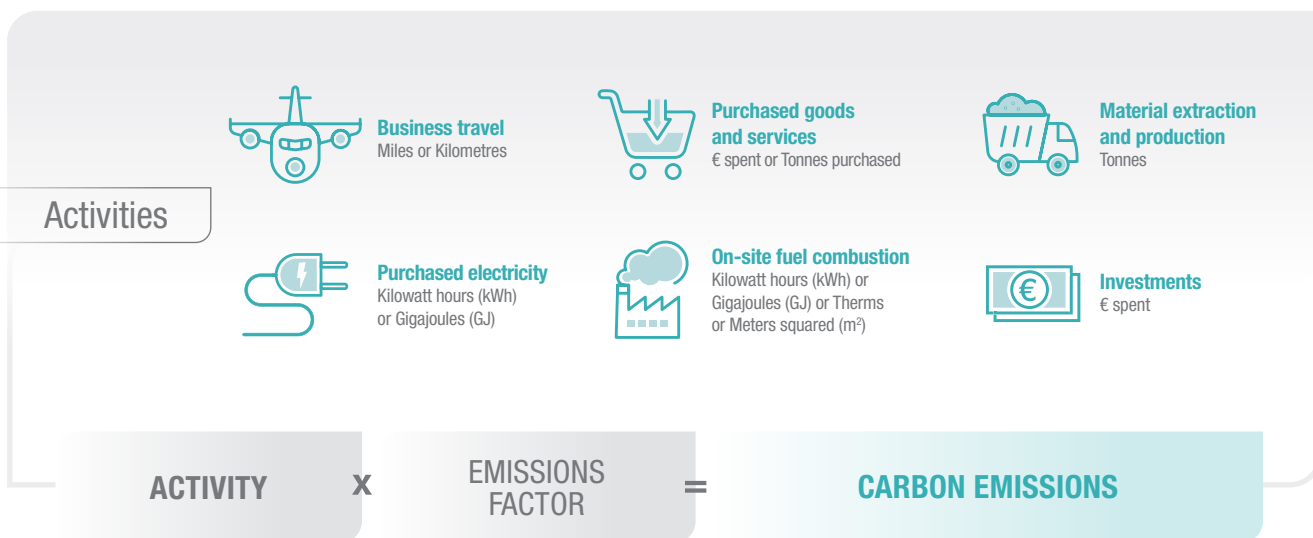 Activities
Business travel
Miles or Kilometres
Purchased goods
and services
€ spent or Tonnes purchased
Material extraction
and production
Tonnes
Purchased electricity
Kilowatt hours (kWh)
or Gigajoules (GJ)
On-site fuel combustion
Kilowatt hours (kWh) or
Gigajoules (GJ) or Therms
or Meters squared (m²)
€
Investments
€ spent
ACTIVITY x EMISSIONS FACTOR = CARBON EMISSIONS